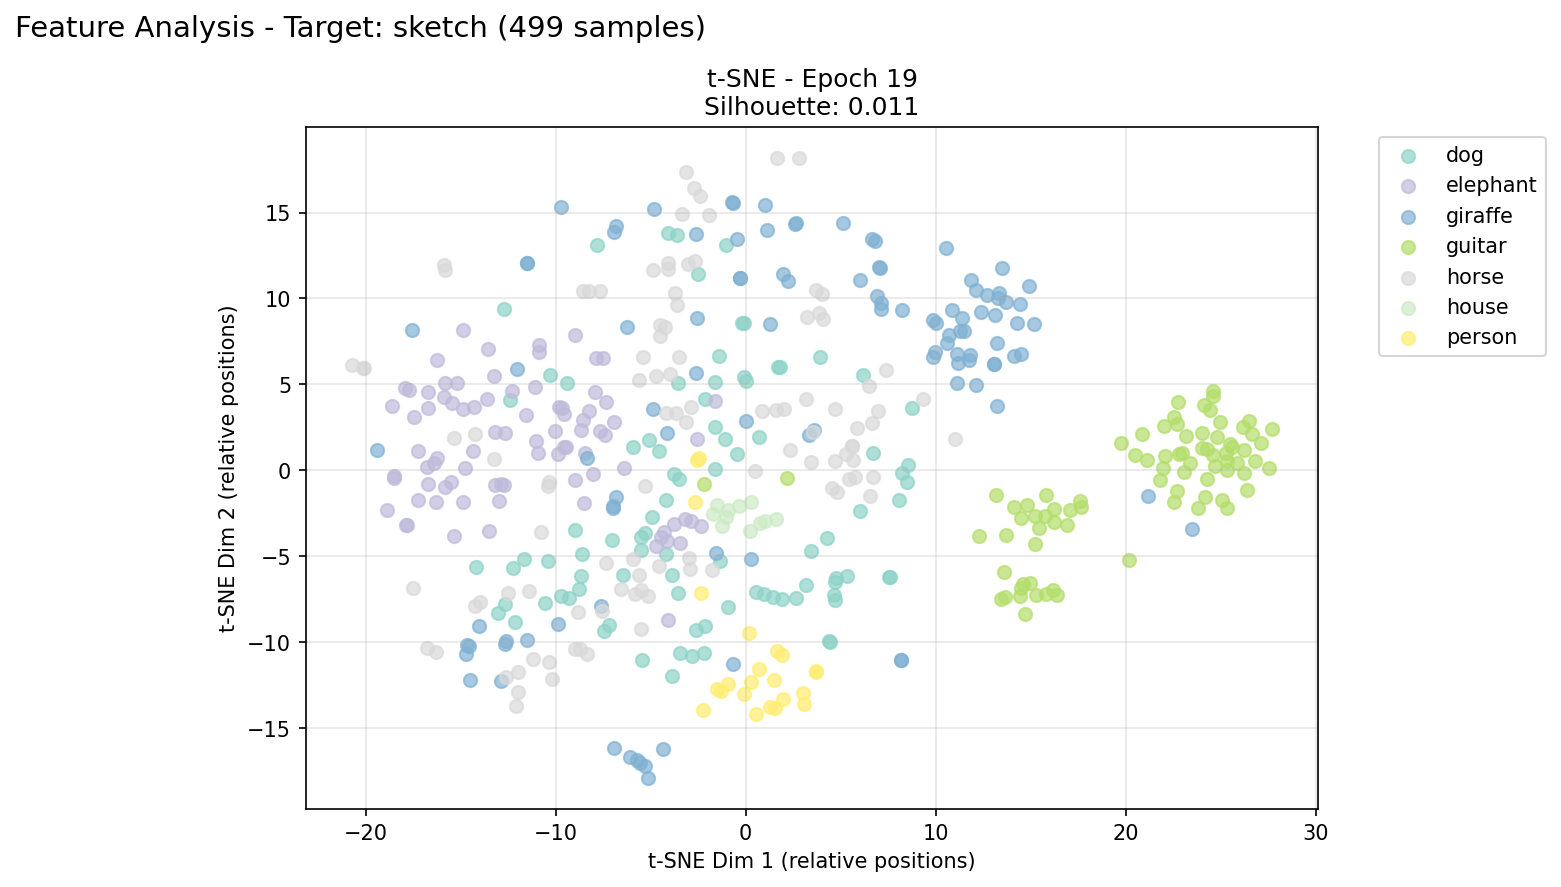 Feature Analysis - Target: sketch (499 samples)
t-SNE - Epoch 19
Silhouette: 0.011
dog
elephant
giraffe
guitar
horse
house
person
15
10
5
0
−5
−10
−15
t-SNE Dim 2 (relative positions)
−20
−10
0
10
20
30
t-SNE Dim 1 (relative positions)